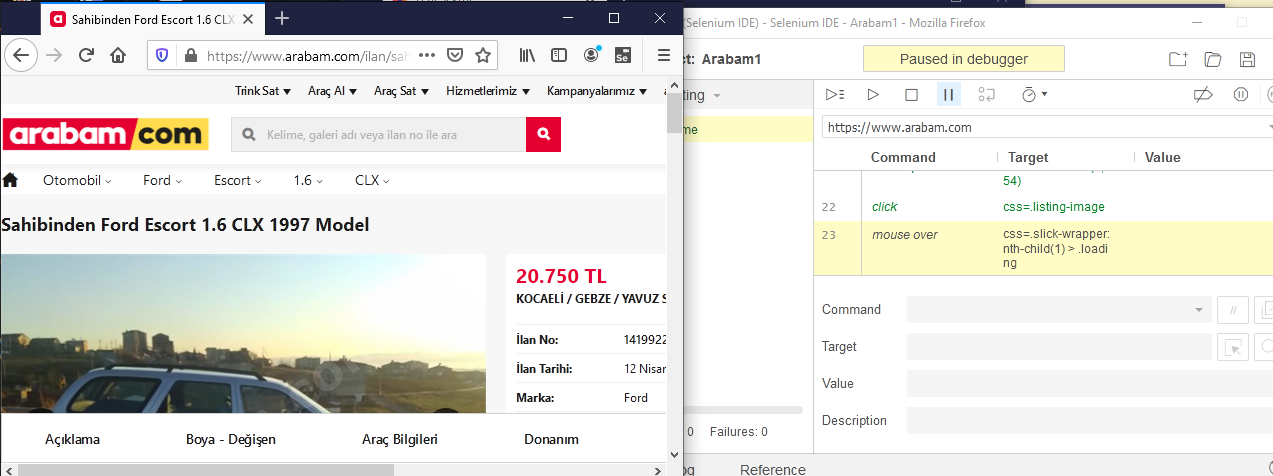 Sahibinden Ford Escort 1.6 CLX
(Selenium IDE) - Selenium IDE - Arabam1 - Mozilla Firefox
https://www.arabam.com/ilan/sah
ct: Arabam1
Paused in debugger
Trink Sat Araç Al Araç Sat Hizmetlerimiz Kampanyalarımız
arabam com
Kelime, galeri adı veya ilan no ile ara
https://www.arabam.com
Command Target Value
54)
22 click css=.listing-image
23 mouse over css=.slick-wrapper:
nth-child(1) > .loadi
ng
Otomobil Ford Escort 1.6 CLX
Sahibinden Ford Escort 1.6 CLX 1997 Model
20.750 TL
KOCAELİ / GEBZE / YAVUZ S
İlan No: 1419922
İlan Tarihi: 12 Nisar
Marka: Ford
Açıklama Boya - Değişen Araç Bilgileri Donanım
Command
//
Target
Value
Description
0 Failures: 0
og Reference